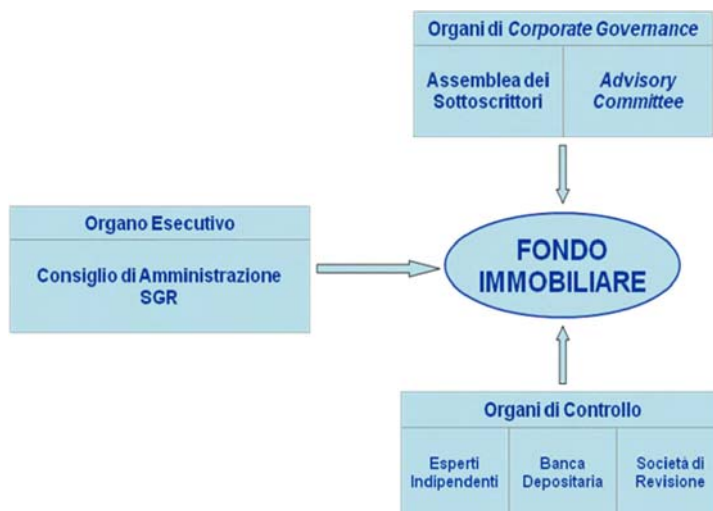 Organi di Corporate Governance
Assemblea dei
Sottoscrittori
Advisory
Committee
Organo Esecutivo
Consiglio di Amministrazione
SGR
FONDO
IMMOBILIARE
Organi di Controllo
Esperti
Indipendenti
Banca
Depositaria
Società di
Revisione